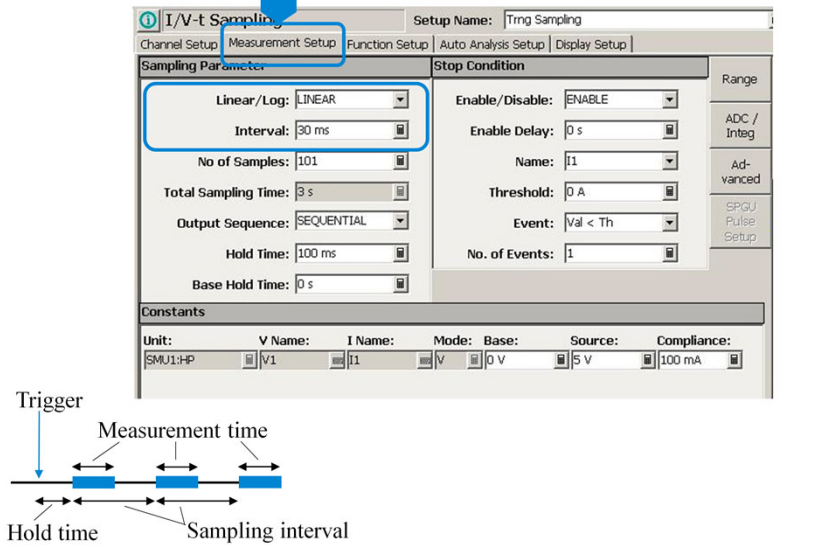 I/V-t Sampling Setup Name: Trng Sampling
Channel Setup Measurement Setup Function Setup Auto Analysis Setup Display Setup
Sampling Parameter Stop Condition
Range
Linear/Log: LINEAR Enable/Disable: ENABLE
ADC /
Integ
Interval: 30 ms Enable Delay: 0 s
No of Samples: 101 Name: I1
Ad-
vanced
Total Sampling Time: 3 s Threshold: 0 A
SPGU
Pulse
Setup
Output Sequence: SEQUENTIAL Event: Val < Th
Hold Time: 100 ms No. of Events: 1
Base Hold Time: 0 s
Constants
Unit: V Name: I Name: Mode: Base: Source: Compliance:
SMU1:HP V1 I1 V 0 V 5 V 100 mA
Trigger
Measurement time
Hold time Sampling interval